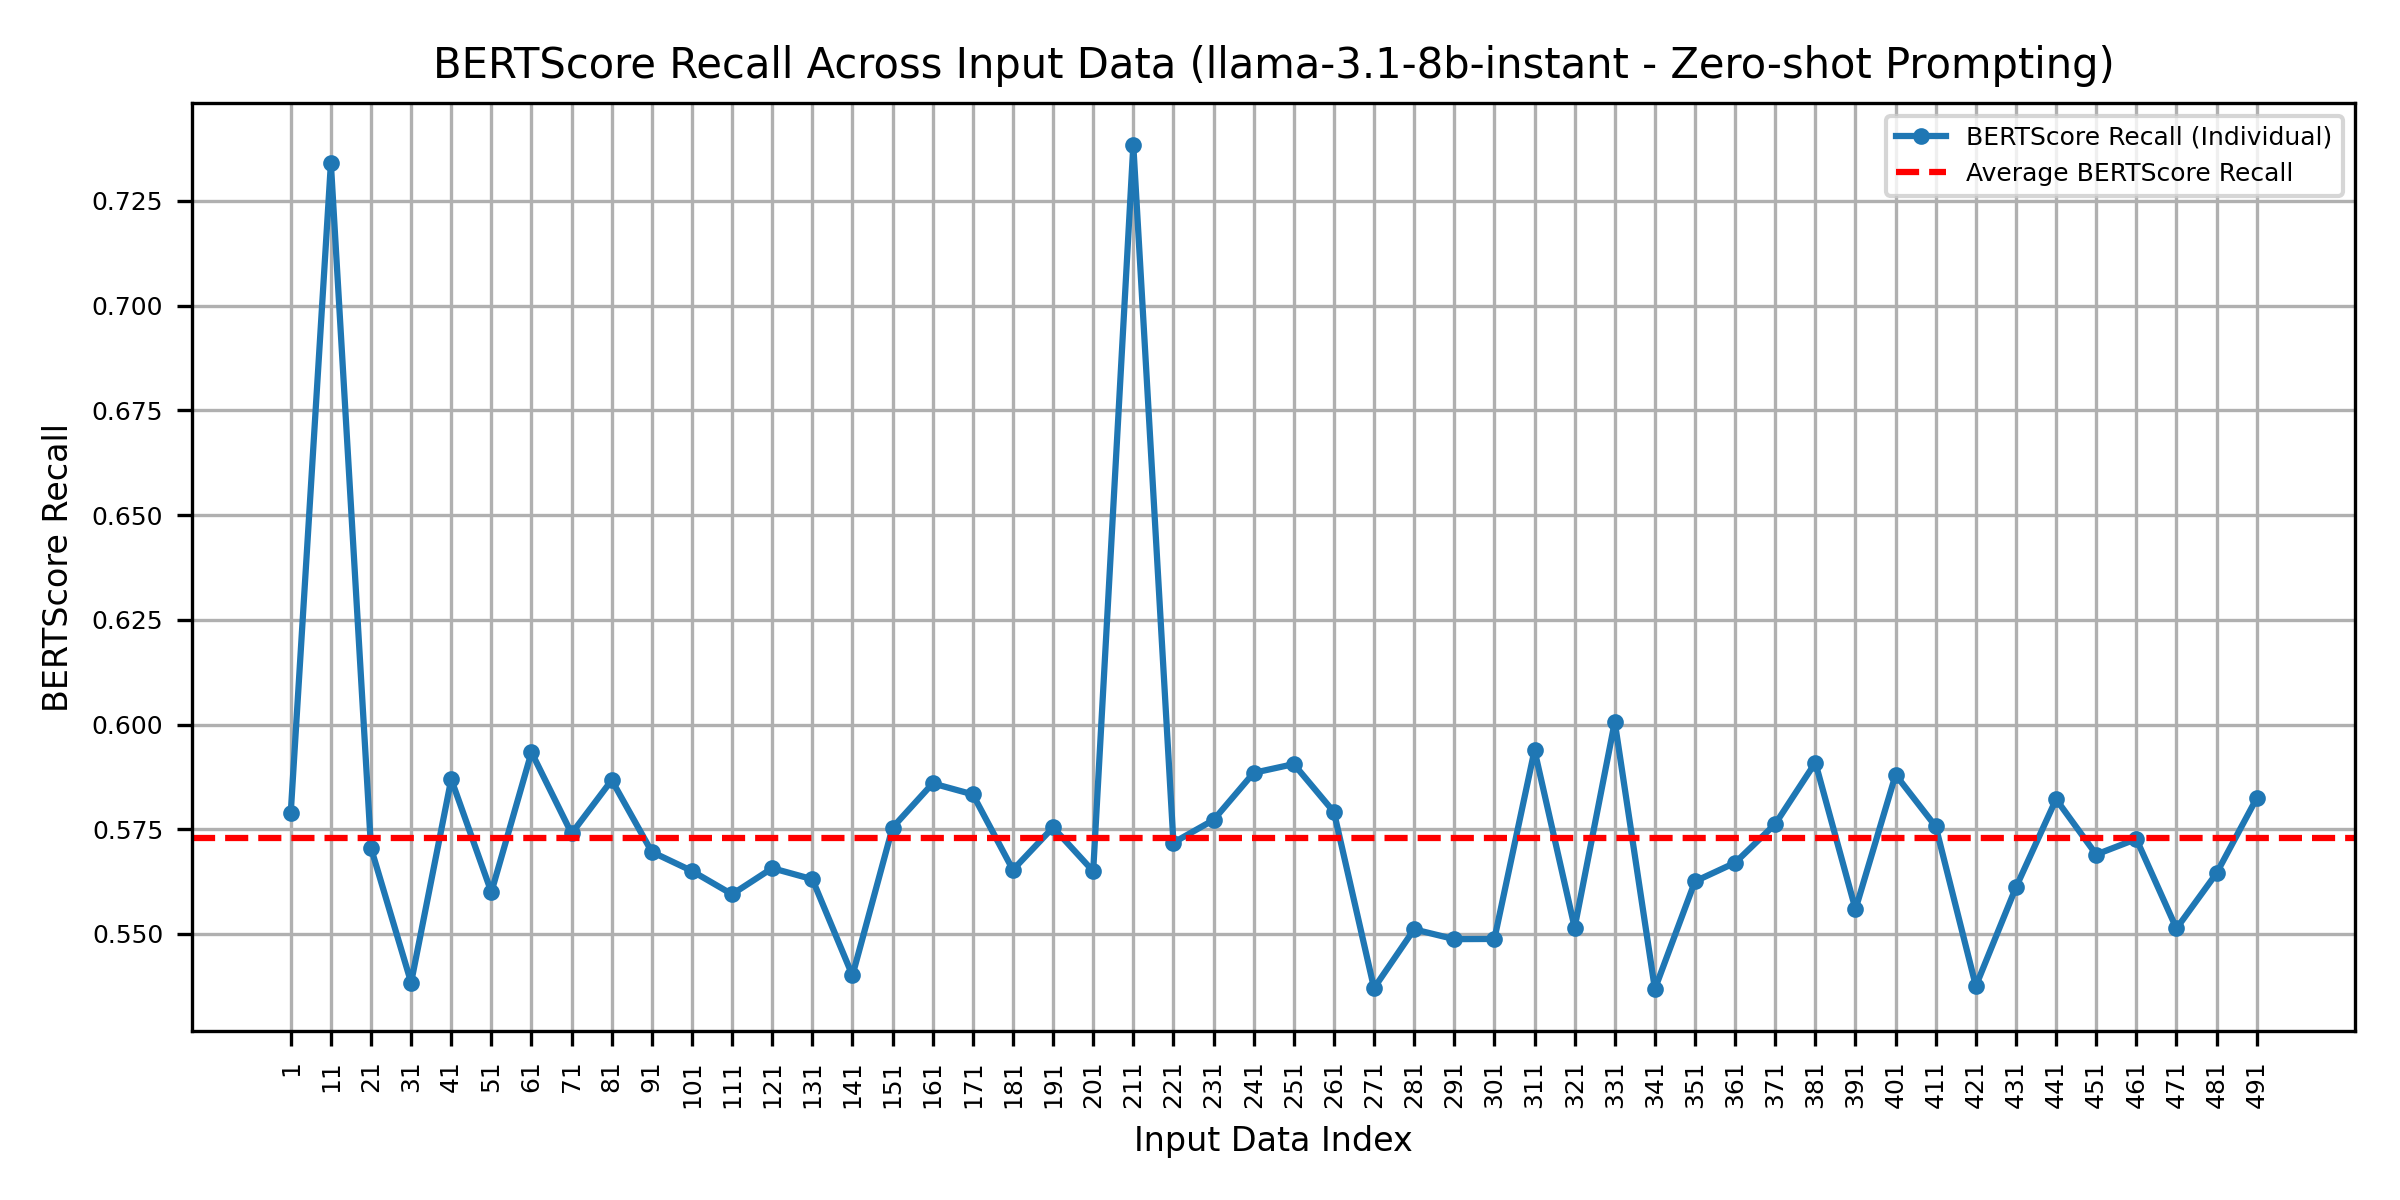 BERTScore Recall Across Input Data (llama-3.1-8b-instant - Zero-shot Prompting)
BERTScore Recall (Individual)
Average BERTScore Recall
BERTScore Recall
0.725
0.700
0.675
0.650
0.625
0.600
0.575
0.550
1 11 21 31 41 51 61 71 81 91 101 111 121 131 141 151 161 171 181 191 201 211 221 231 241 251 261 271 281 291 301 311 321 331 341 351 361 371 381 391 401 411 421 431 441 451 461 471 481 491
Input Data Index